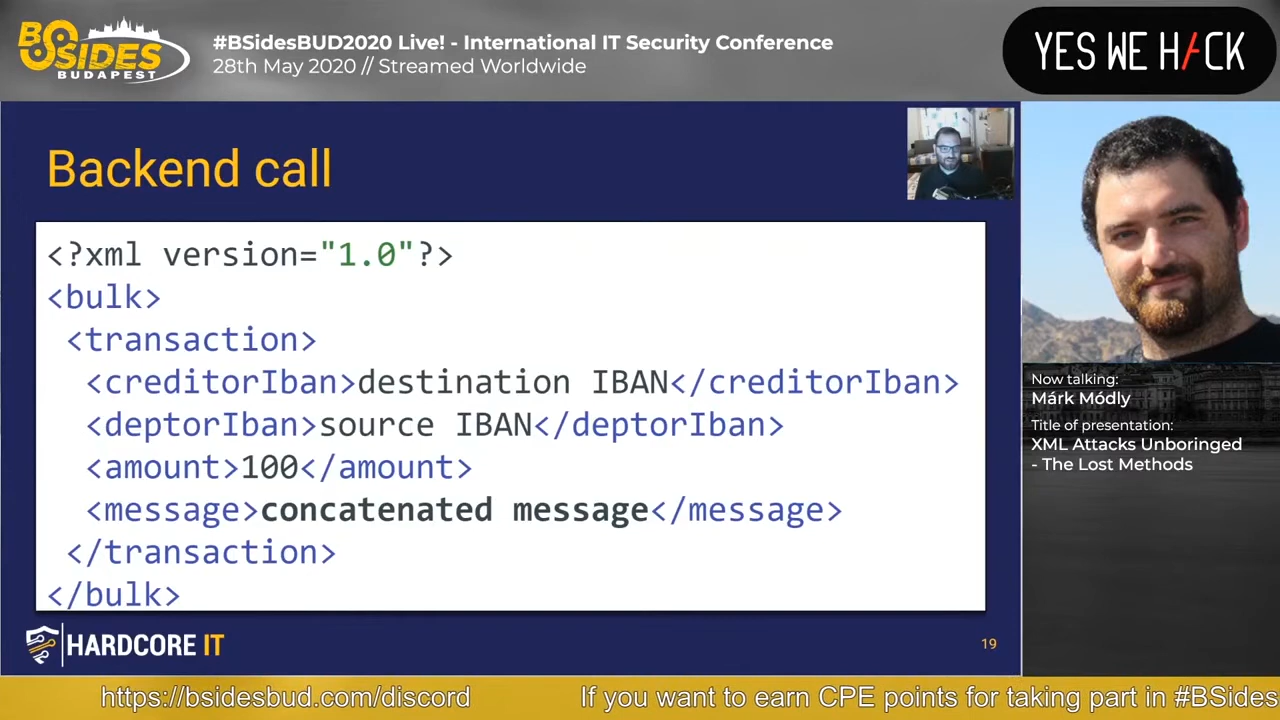 BSIDES
BUDAPEST
#BSidesBUD2020 Live! - International IT Security Conference
28th May 2020 // Streamed Worldwide
YES WE H/CK
Backend call
<?xml version="1.0"?>
<bulk>
<transaction>
<creditorIban>destination IBAN</creditorIban>
<deptorIban>source IBAN</deptorIban>
<amount>100</amount>
<message>concatenated message</message>
</transaction>
</bulk>
HARDCORE IT
19
Now talking:
Márk Módly
Title of presentation:
XML Attacks Unboringed
- The Lost Methods
https://bsidesbud.com/discord If you want to earn CPE points for taking part in #BSides